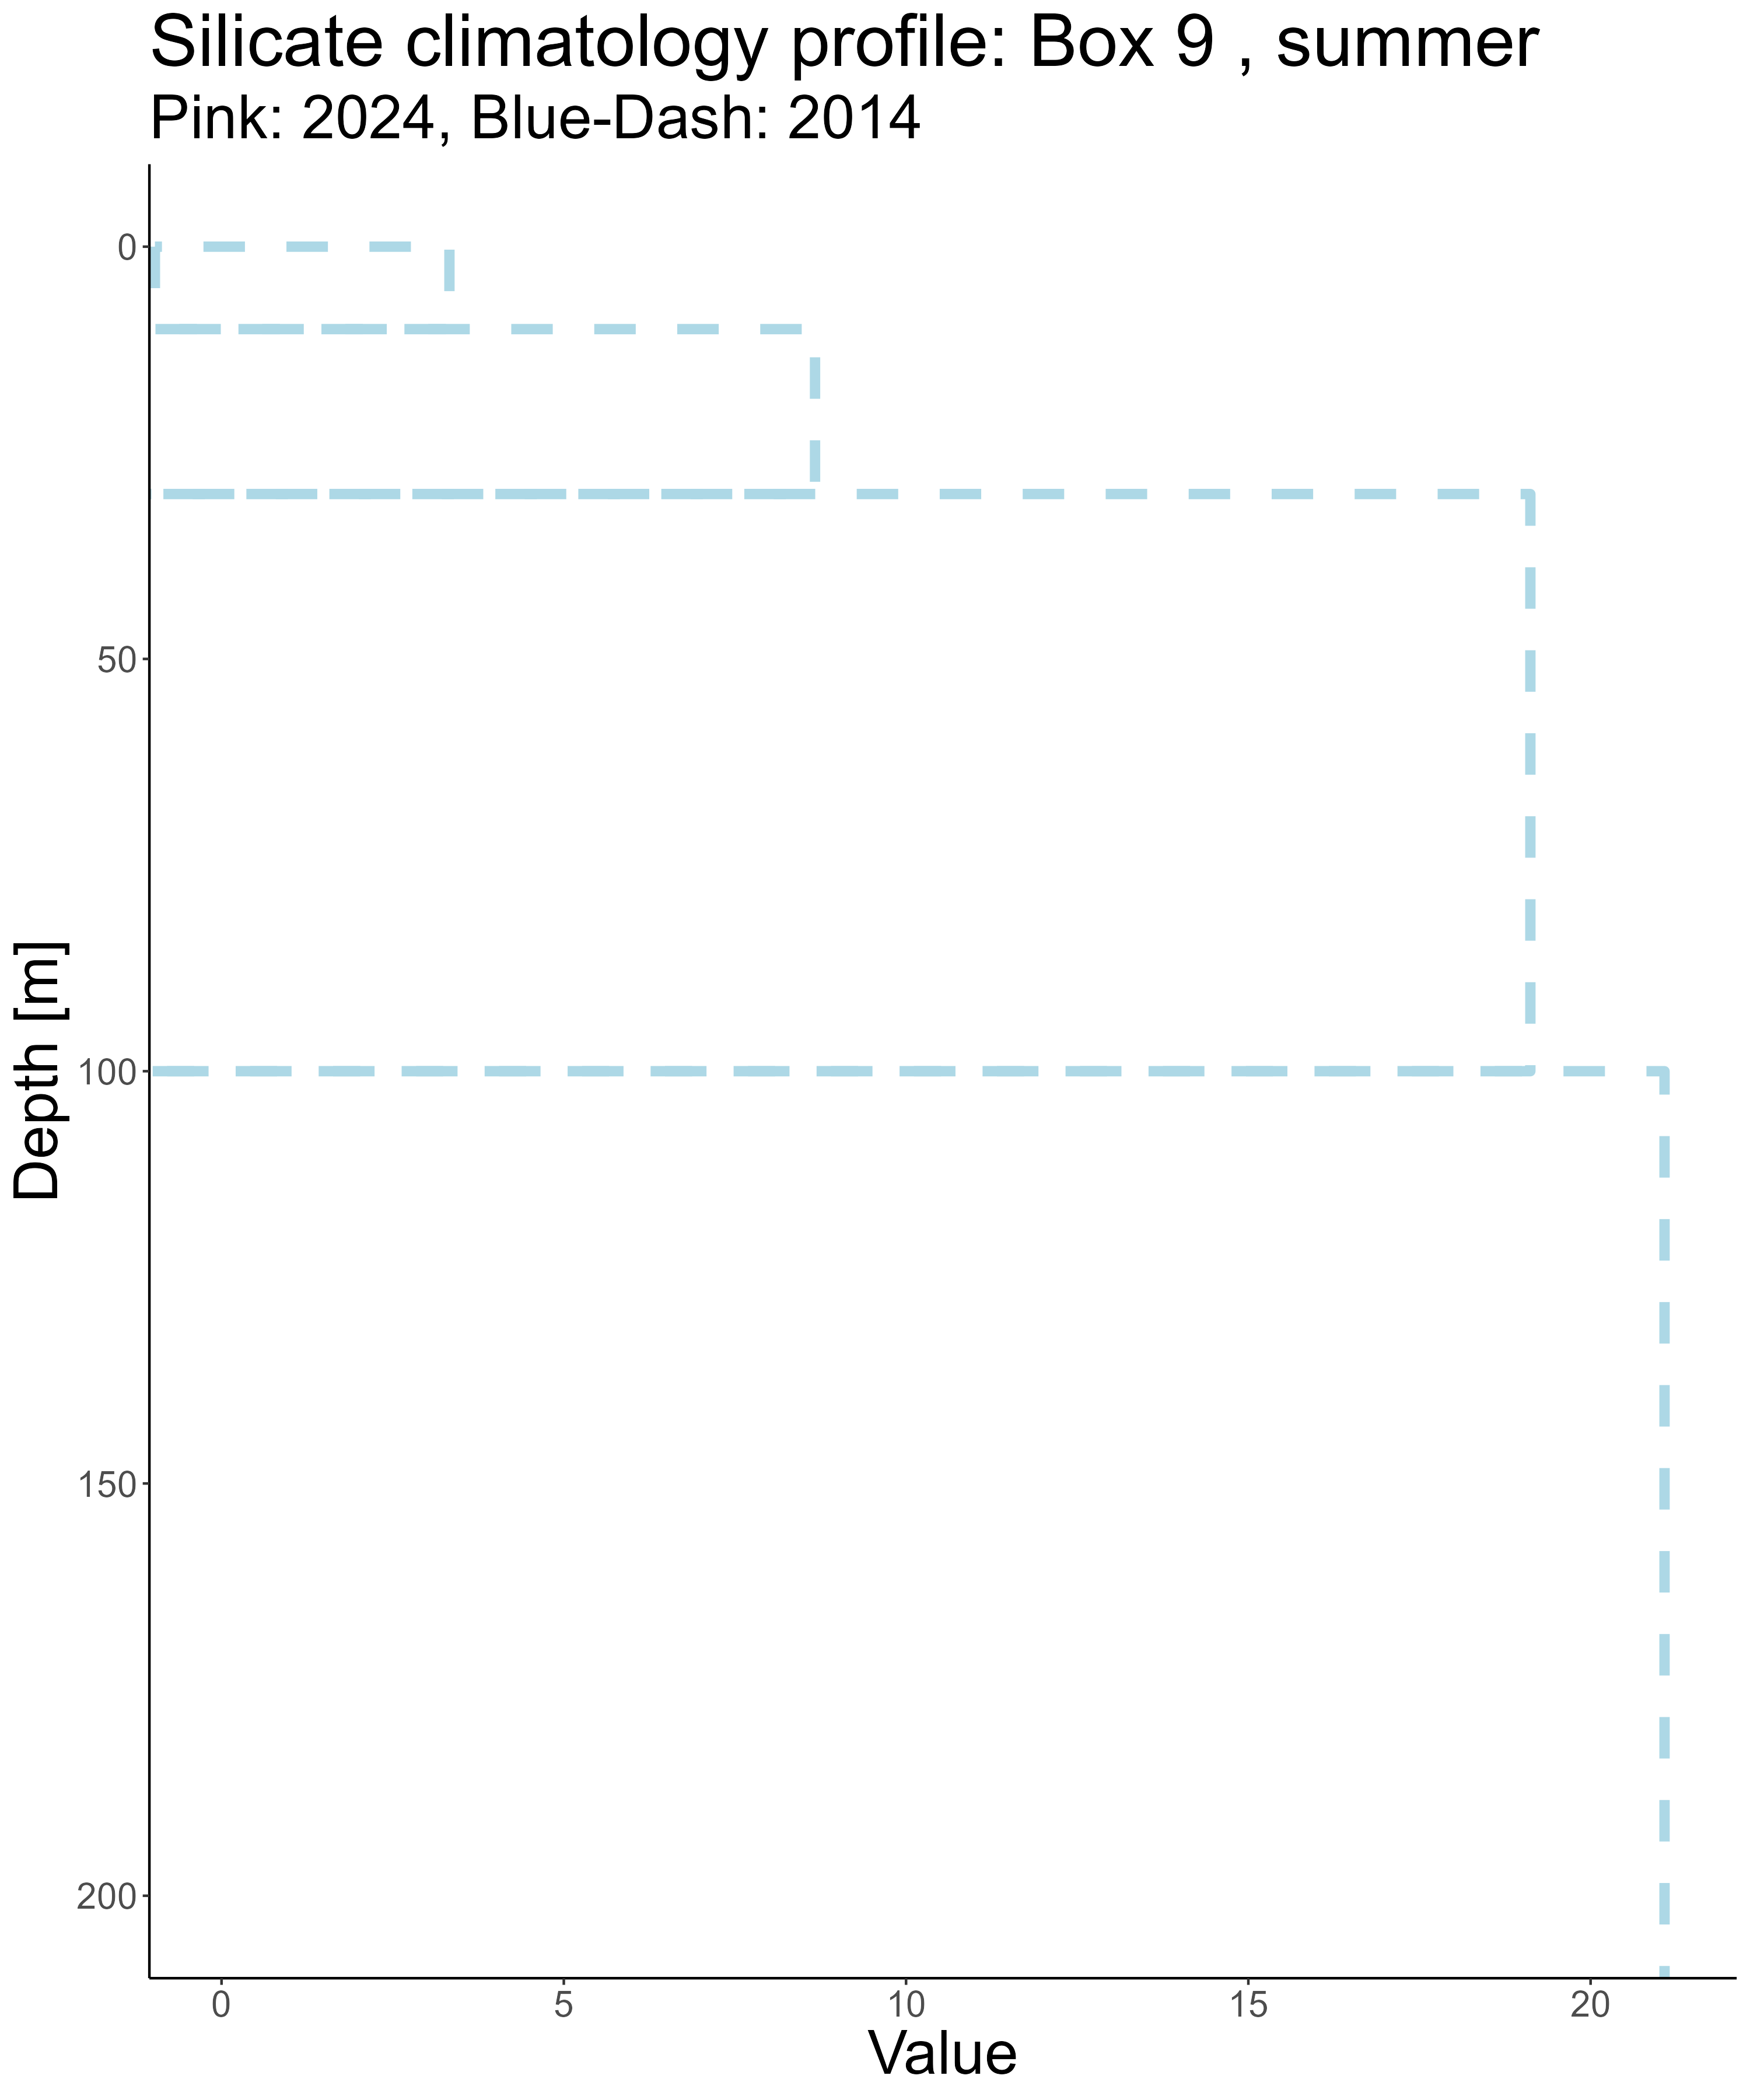 Silicate climatology profile: Box 9 , summer
Pink: 2024, Blue-Dash: 2014
0
50
100
150
200
Depth [m]
0 5 10 15 20
Value